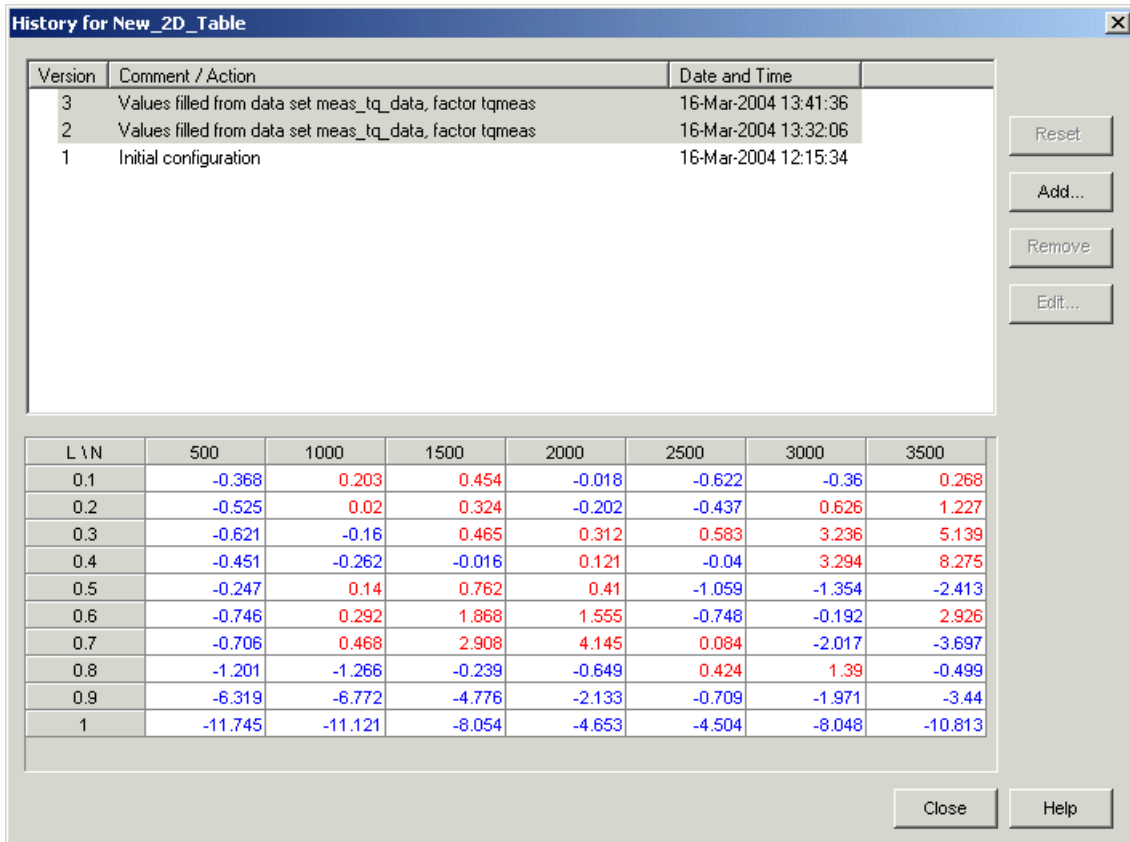 History for New_2D_Table
Version Comment / Action Date and Time
3 Values filled from data set meas_tq_data, factor tqmeas 16-Mar-2004 13:41:36
2 Values filled from data set meas_tq_data, factor tqmeas 16-Mar-2004 13:32:06
1 Initial configuration 16-Mar-2004 12:15:34
Reset
Add...
Remove
Edit...
L \ N 500 1000 1500 2000 2500 3000 3500
0.1 -0.368 0.203 0.454 -0.018 -0.622 -0.36 0.268
0.2 -0.525 0.02 0.324 -0.202 -0.437 0.626 1.227
0.3 -0.621 -0.16 0.465 0.312 0.583 3.236 5.139
0.4 -0.451 -0.262 -0.016 0.121 -0.04 3.294 8.275
0.5 -0.247 0.14 0.762 0.41 -1.059 -1.354 -2.413
0.6 -0.746 0.292 1.868 1.555 -0.748 -0.192 2.926
0.7 -0.706 0.468 2.908 4.145 0.084 -2.017 -3.697
0.8 -1.201 -1.266 -0.239 -0.649 0.424 1.39 -0.499
0.9 -6.319 -6.772 -4.776 -2.133 -0.709 -1.971 -3.44
1 -11.745 -11.121 -8.054 -4.653 -4.504 -8.048 -10.813
Close Help